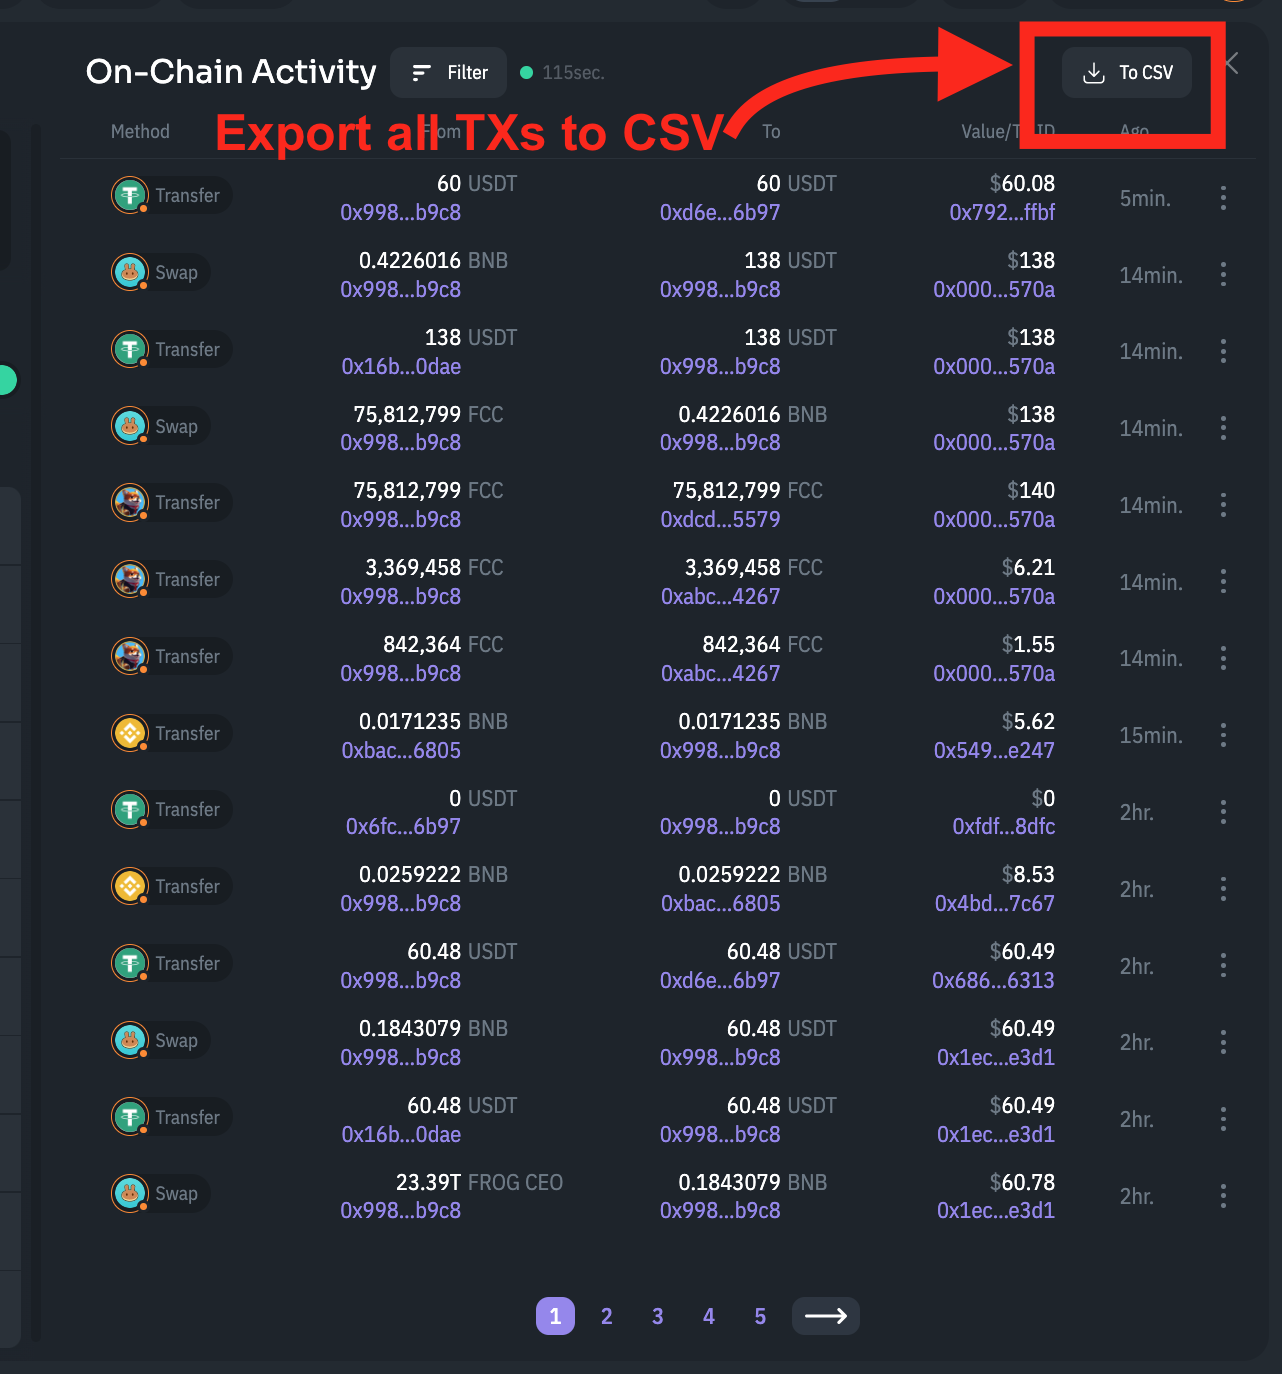 On-Chain Activity Filter 115sec. To CSV
Export all TXs to CSV
Method From To Value/TXID Ago
Transfer 60 USDT 60 USDT $60.08 5min.
0x998...b9c8 0xd6e...6b97 0x792...ffbf
Swap 0.4226016 BNB 138 USDT $138 14min.
0x998...b9c8 0x998...b9c8 0x000...570a
Transfer 138 USDT 138 USDT $138 14min.
0x16b...0dae 0x998...b9c8 0x000...570a
Swap 75,812,799 FCC 0.4226016 BNB $138 14min.
0x998...b9c8 0x998...b9c8 0x000...570a
Transfer 75,812,799 FCC 75,812,799 FCC $140 14min.
0x998...b9c8 0xdcd...5579 0x000...570a
Transfer 3,369,458 FCC 3,369,458 FCC $6.21 14min.
0x998...b9c8 0xabc...4267 0x000...570a
Transfer 842,364 FCC 842,364 FCC $1.55 14min.
0x998...b9c8 0xabc...4267 0x000...570a
Transfer 0.0171235 BNB 0.0171235 BNB $5.62 15min.
0xbac...6805 0x998...b9c8 0x549...e247
Transfer 0 USDT 0 USDT $0 2hr.
0x6fc...6b97 0x998...b9c8 0xfdf...8dfc
Transfer 0.0259222 BNB 0.0259222 BNB $8.53 2hr.
0x998...b9c8 0xbac...6805 0x4bd...7c67
Transfer 60.48 USDT 60.48 USDT $60.49 2hr.
0x998...b9c8 0xd6e...6b97 0x686...6313
Swap 0.1843079 BNB 60.48 USDT $60.49 2hr.
0x998...b9c8 0x998...b9c8 0x1ec...e3d1
Transfer 60.48 USDT 60.48 USDT $60.49 2hr.
0x16b...0dae 0x998...b9c8 0x1ec...e3d1
Swap 23.39T FROG CEO 0.1843079 BNB $60.78 2hr.
0x998...b9c8 0x998...b9c8 0x1ec...e3d1
1 2 3 4 5